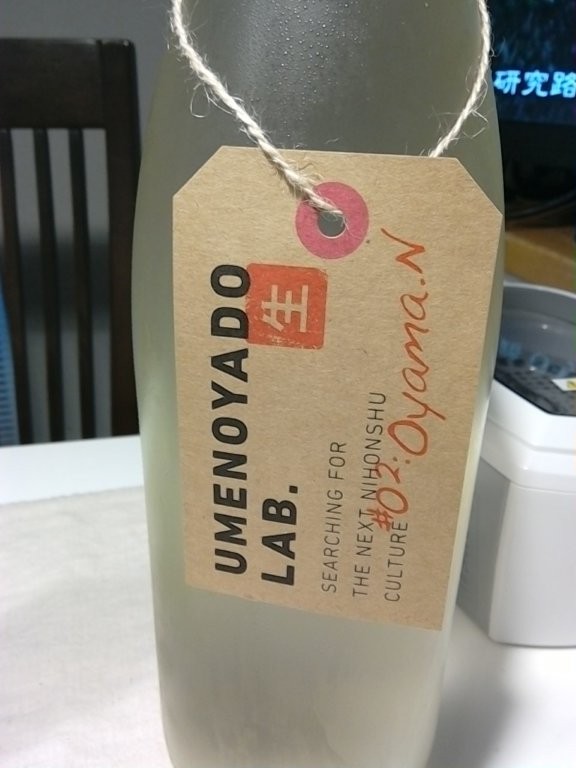 UMENOYADO
LAB.
生
SEARCHING FOR
THE NEXT NIHONSHU
CULTURE
#02: Oyama.N
研究路